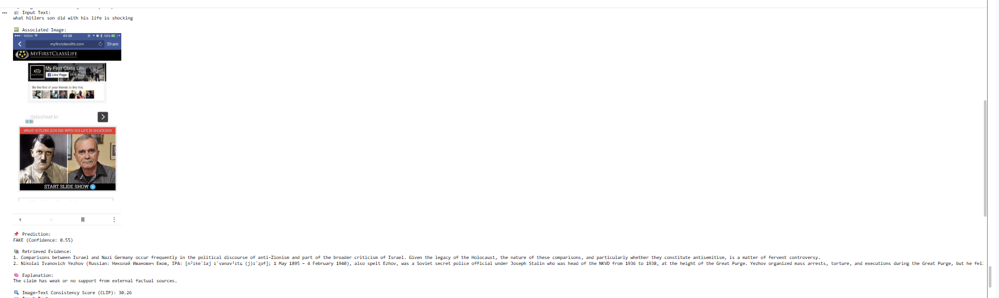 Input Text:
what hitlers son did with his life is shocking
Associated Image:
NOVA 01:39 58%
myfirstclasslife.com Share
MYFIRSTCLASSLIFE
My First Class Life
Like Page
Be the first of your friends to like this
datasheet.kr
WHAT HITLERS SON DID WITH HIS LIFE IS SHOCKING!
START SLIDE SHOW
Prediction:
FAKE (Confidence: 0.55)
Retrieved Evidence:
1. Comparisons between Israel and Nazi Germany occur frequently in the political discourse of anti-Zionism and part of the broader criticism of Israel. Given the legacy of the Holocaust, the nature of these comparisons, and particularly whether they constitute antisemitism, is a matter of fervent controversy.
2. Nikolai Ivanovich Yezhov (Russian: Николай Иванович Ежов, IPA: [nʲɪkɐˈlaj ɪˈvanəvʲɪtɕ (j)ɪˈʐof]; 1 May 1895 – 4 February 1940), also spelt Ezhov, was a Soviet secret police official under Joseph Stalin who was head of the NKVD from 1936 to 1938, at the height of the Great Purge. Yezhov organized mass arrests, torture, and executions during the Great Purge, but he fel
Explanation:
The claim has weak or no support from external factual sources.
Image-Text Consistency Score (CLIP): 30.26